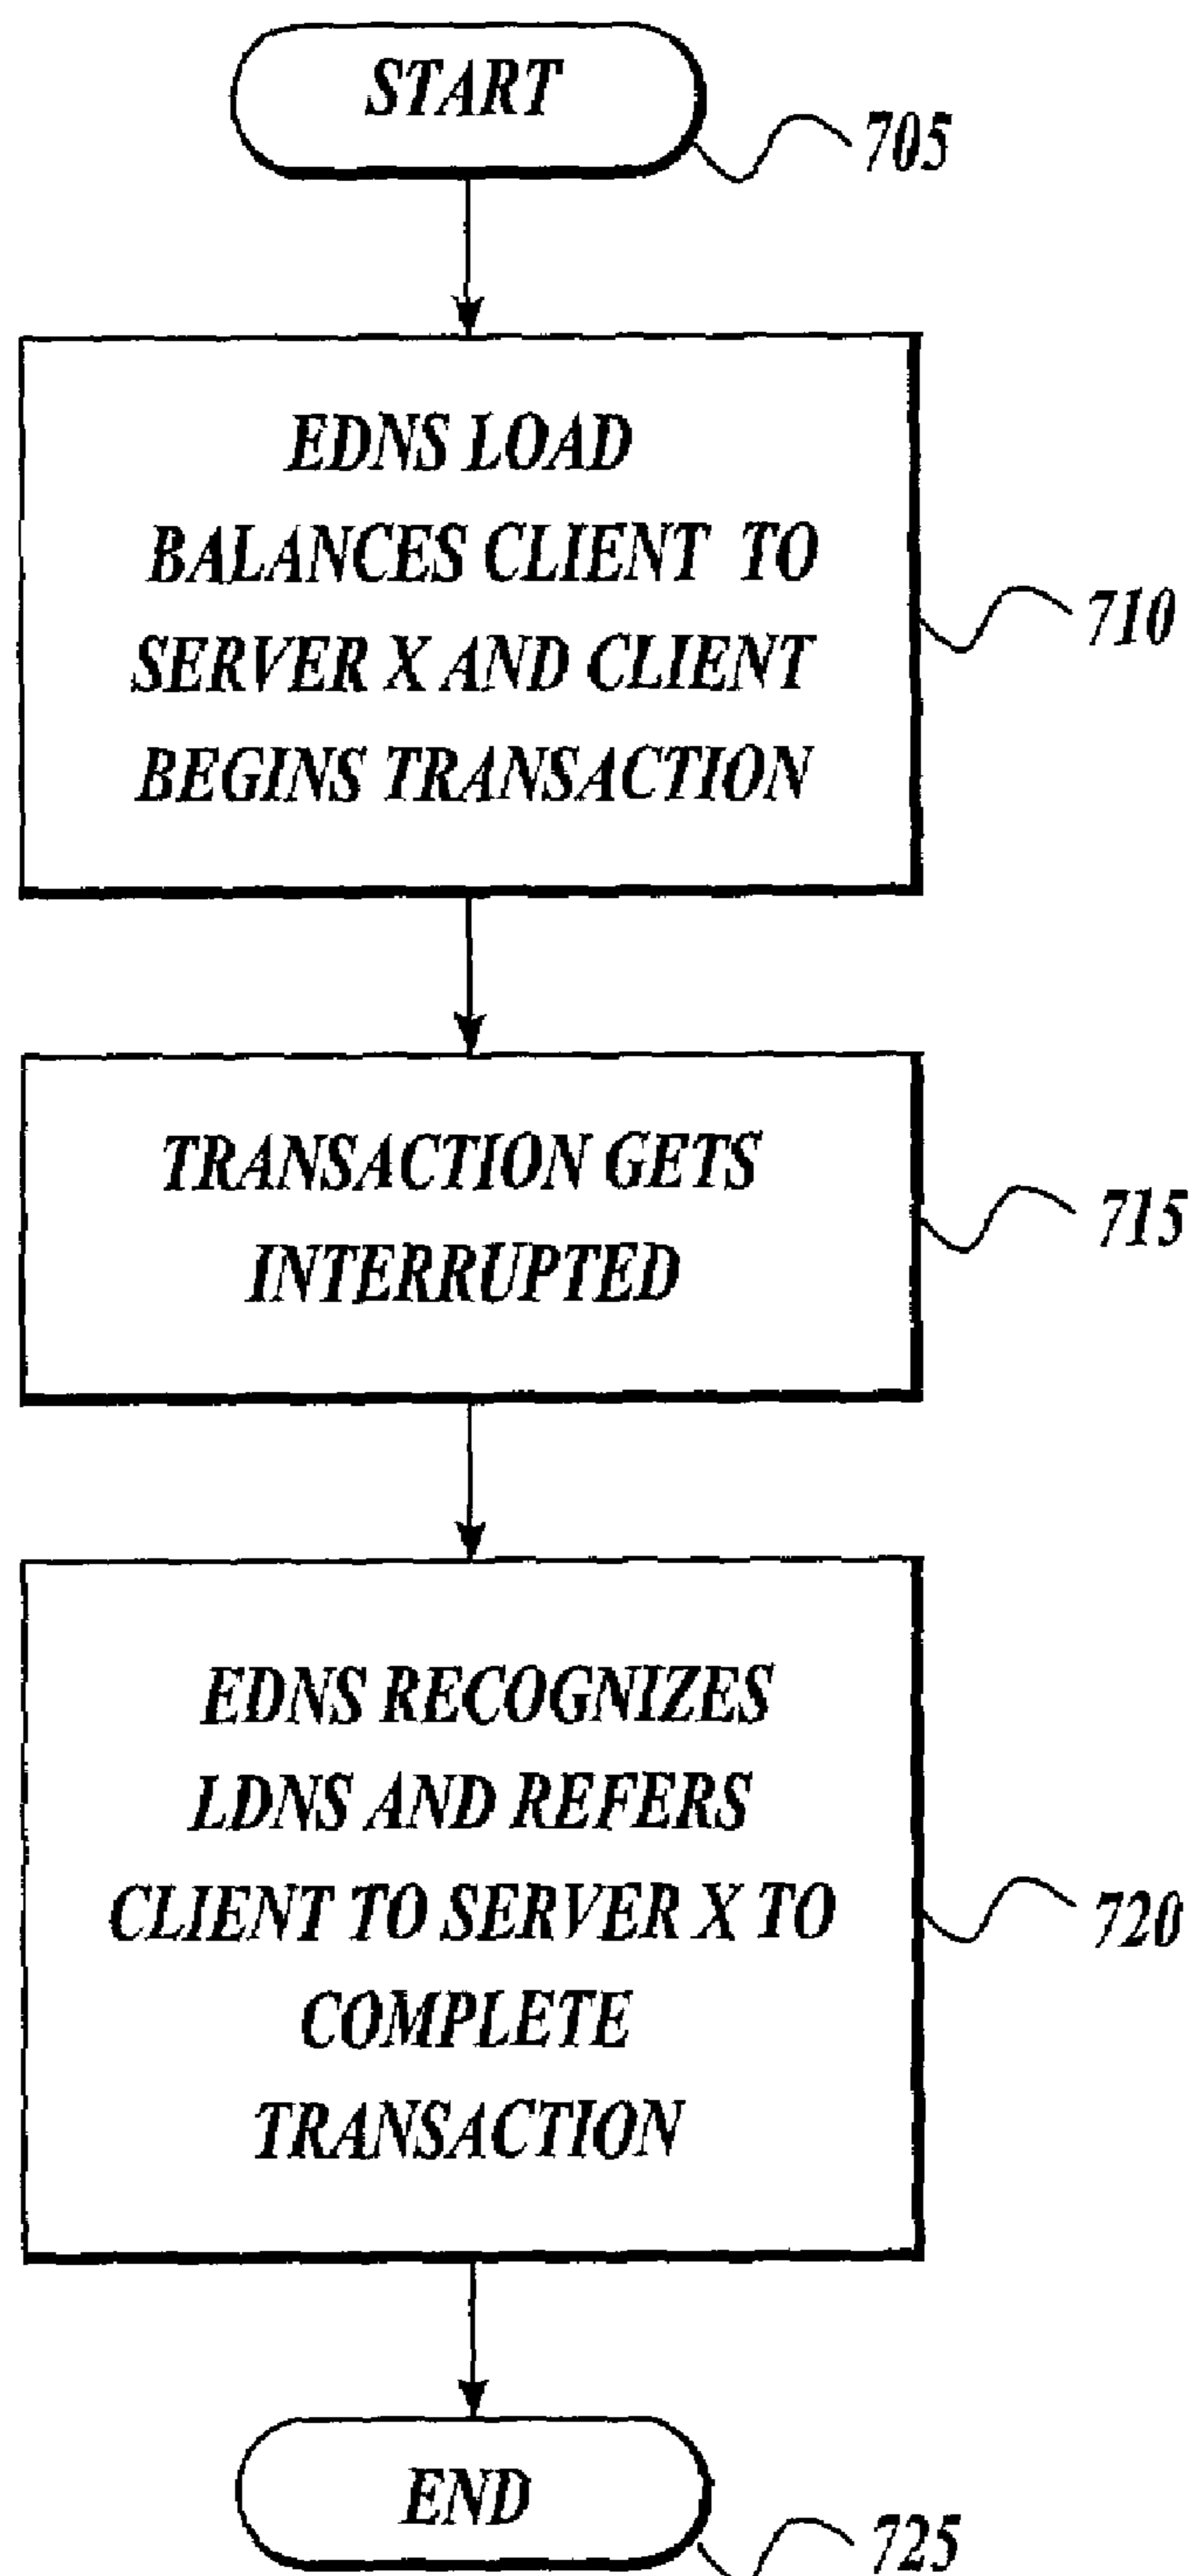 START
705
EDNS LOAD
BALANCES CLIENT TO
SERVER X AND CLIENT
BEGINS TRANSACTION
710
TRANSACTION GETS
INTERRUPTED
715
EDNS RECOGNIZES
LDNS AND REFERS
CLIENT TO SERVER X TO
COMPLETE
TRANSACTION
720
END
725